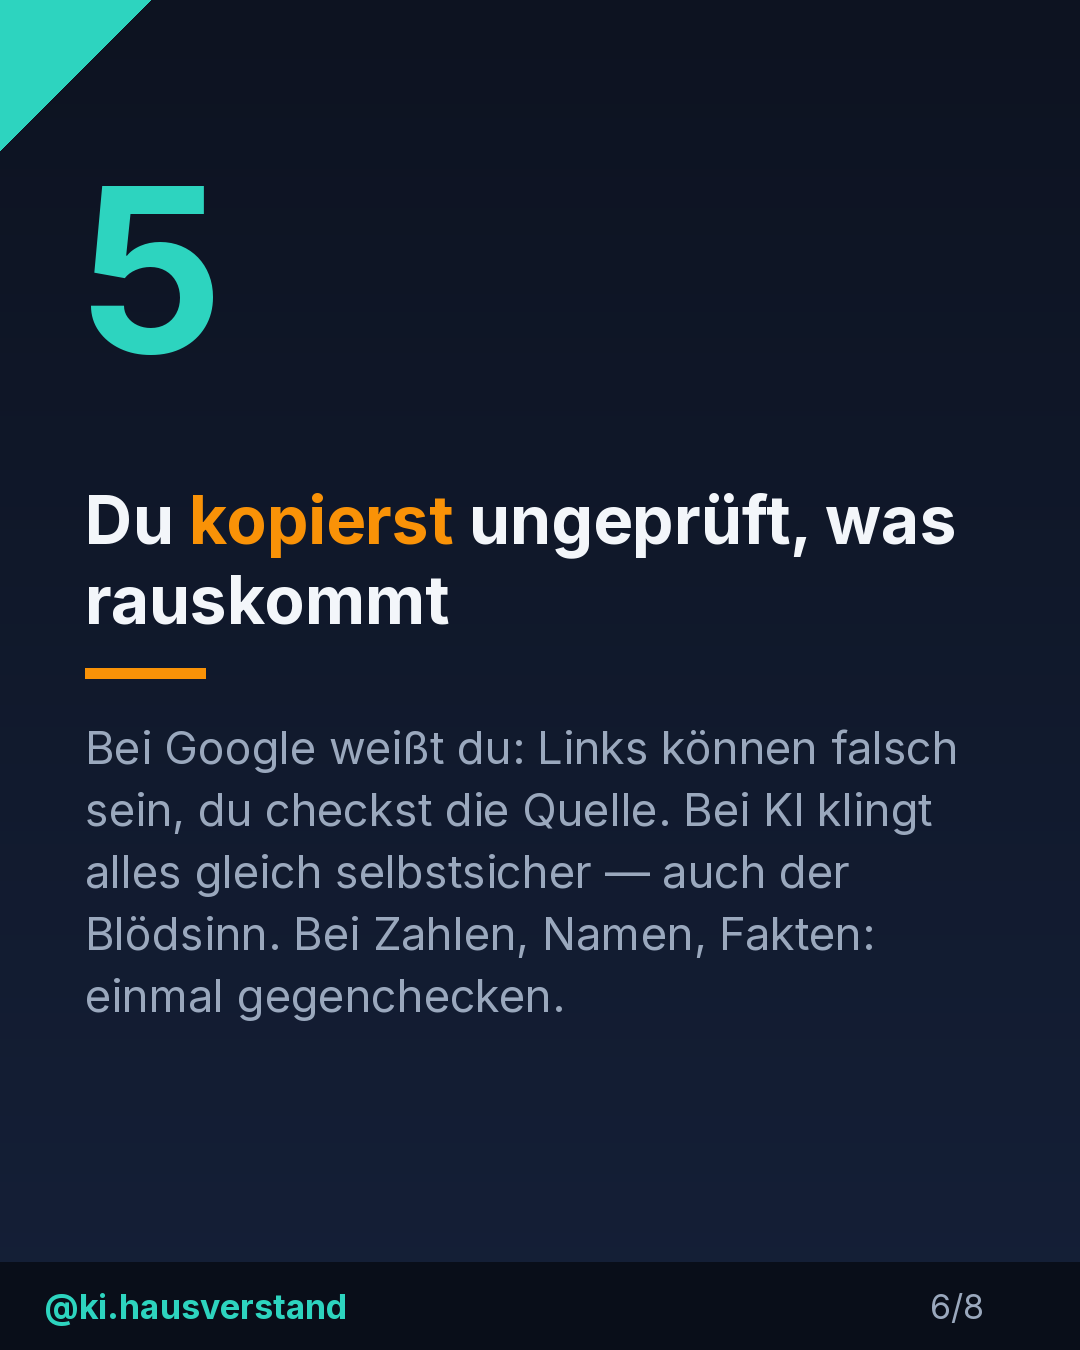 5
Du kopierst ungeprüft, was
rauskommt
Bei Google weißt du: Links können falsch
sein, du checkst die Quelle. Bei KI klingt
alles gleich selbstsicher — auch der
Blödsinn. Bei Zahlen, Namen, Fakten:
einmal gegenchecken.
@ki.hausverstand
6/8